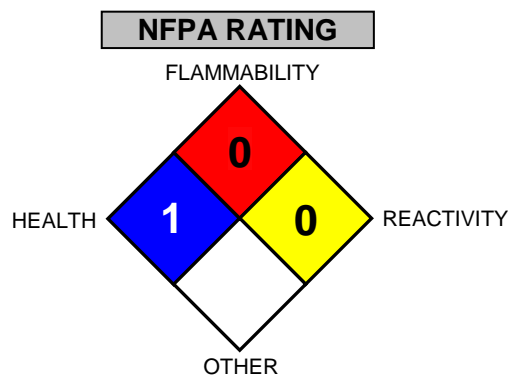 NFPA RATING
FLAMMABILITY
0
HEALTH 1 0 REACTIVITY
OTHER